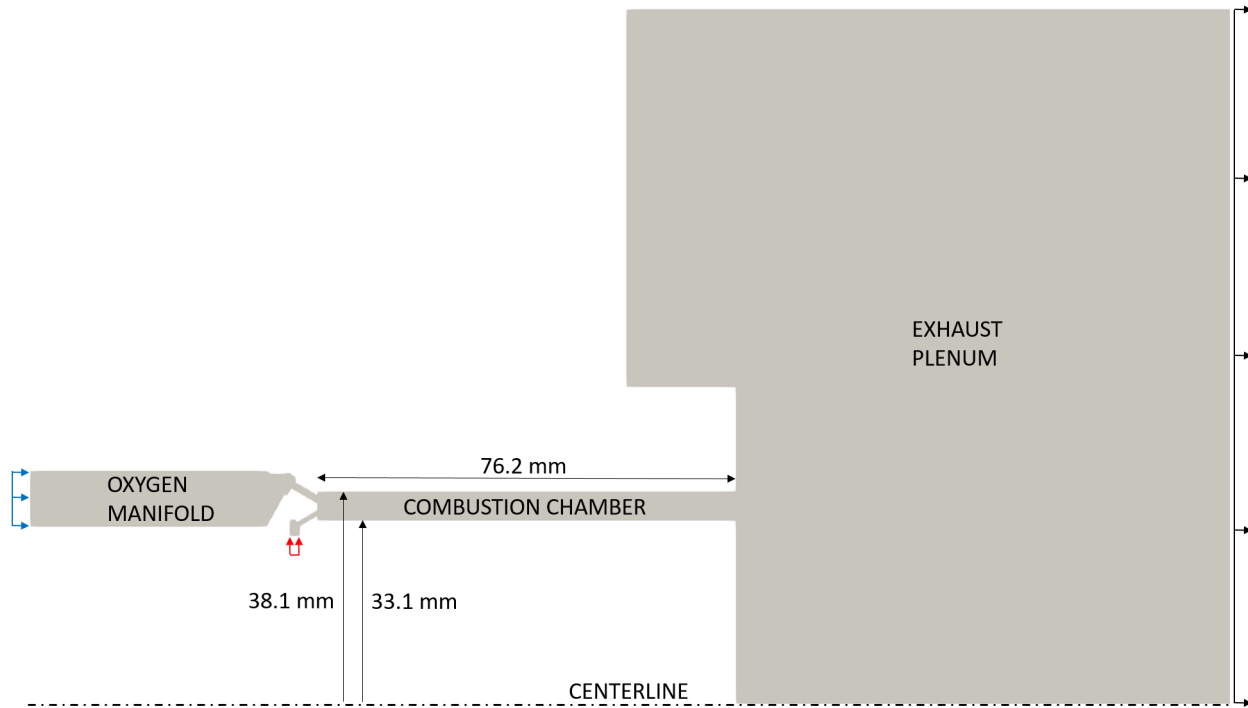 EXHAUST
PLENUM
76.2 mm
OXYGEN
MANIFOLD
COMBUSTION CHAMBER
38.1 mm
33.1 mm
CENTERLINE